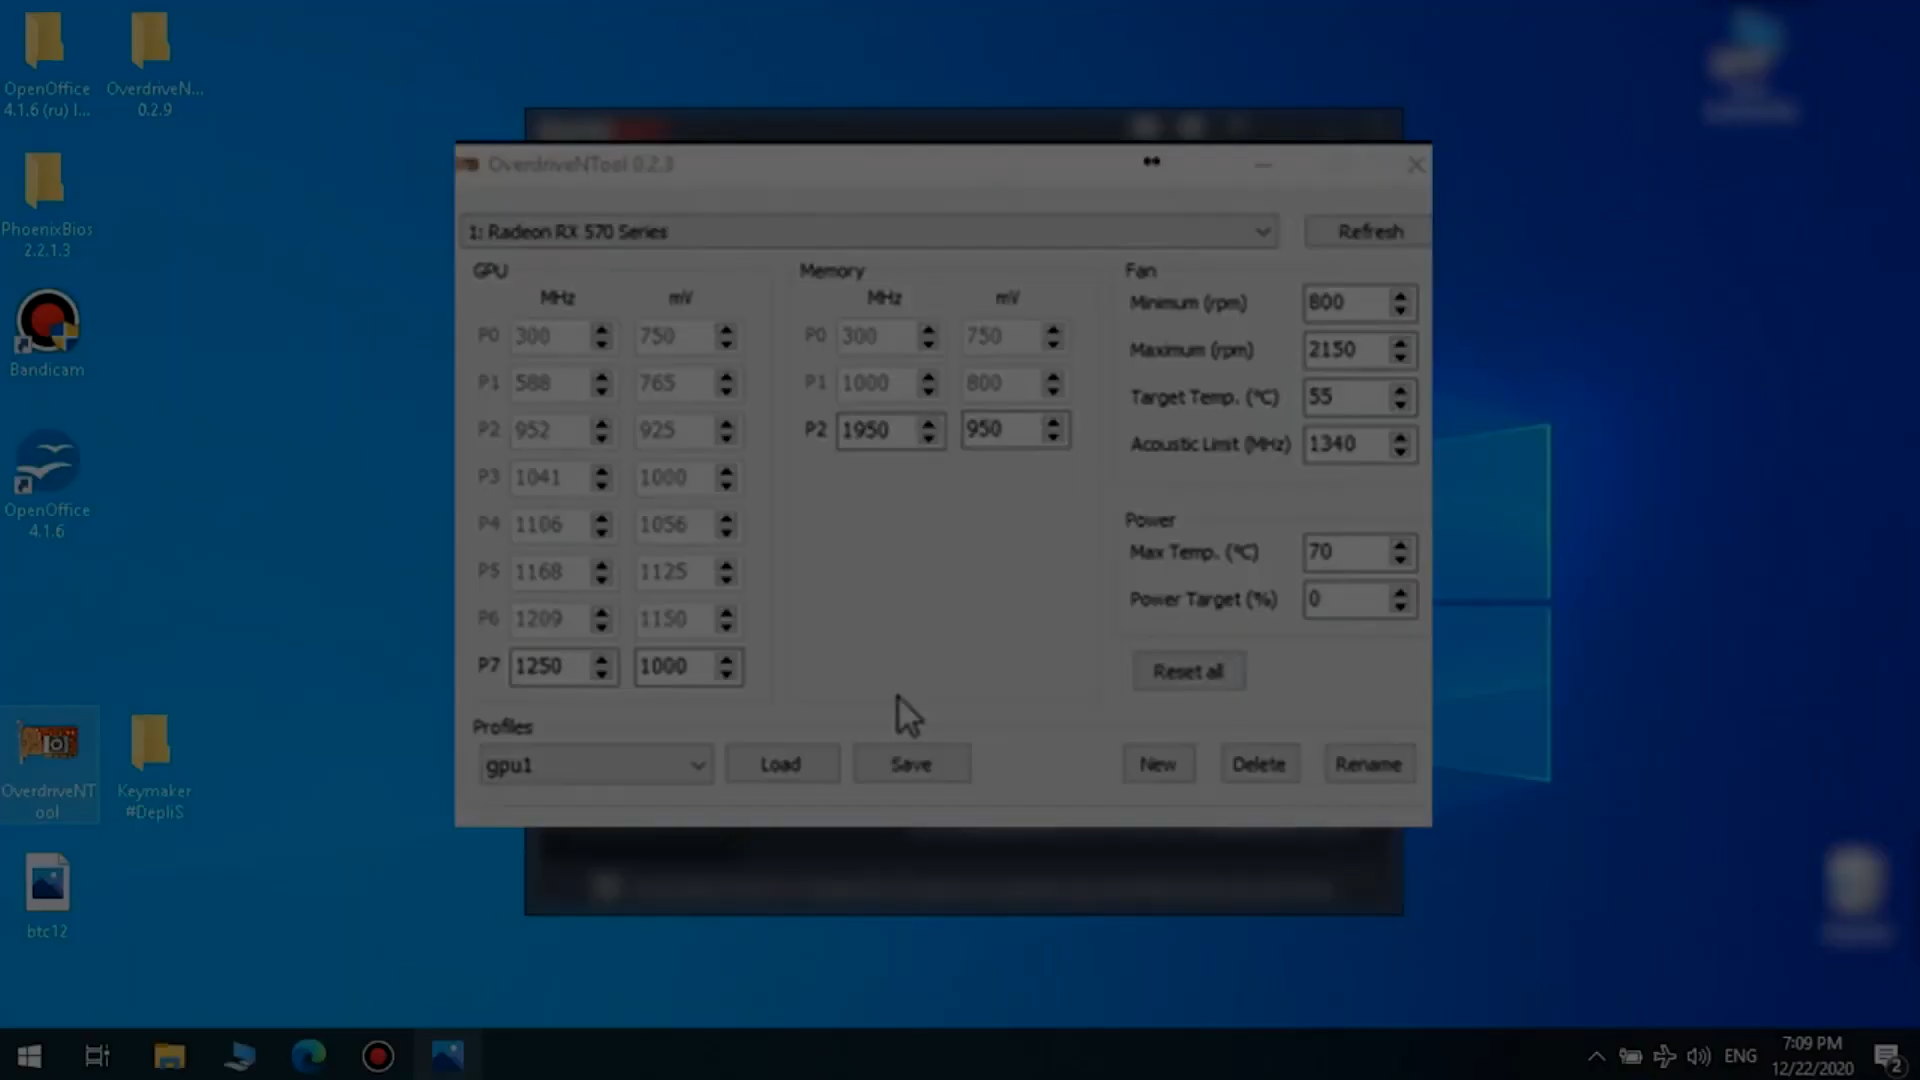 OpenOffice
4.1.6 (ru) I...
OverdriveN...
0.2.9
PhoenixBios
2.2.1.3
Bandicam
OpenOffice
4.1.6
OverdriveNT
ool
Keymaker
#DepliS
btc12
OverdriveNTool 0.2.3
1: Radeon RX 570 Series
Refresh
GPU
MHz mV
P0 300 750
P1 588 765
P2 952 925
P3 1041 1000
P4 1106 1056
P5 1168 1125
P6 1209 1150
P7 1250 1000
Memory
MHz mV
P0 300 750
P1 1000 800
P2 1950 950
Fan
Minimum (rpm) 800
Maximum (rpm) 2150
Target Temp. (°C) 55
Acoustic Limit (MHz) 1340
Power
Max Temp. (°C) 70
Power Target (%) 0
Reset all
Profiles
gpu1 Load Save New Delete Rename
ENG
7:09 PM
12/22/2020
2